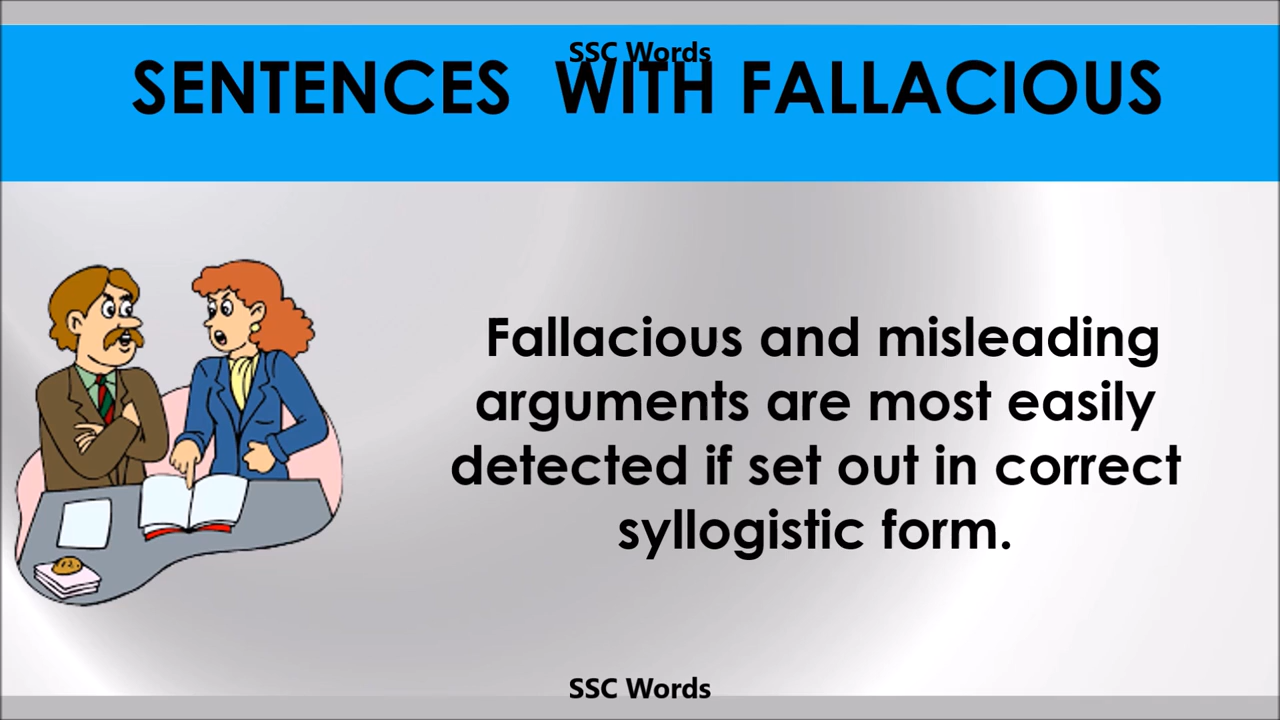 SSC Words
SENTENCES WITH FALLACIOUS
Fallacious and misleading
arguments are most easily
detected if set out in correct
syllogistic form.
SSC Words